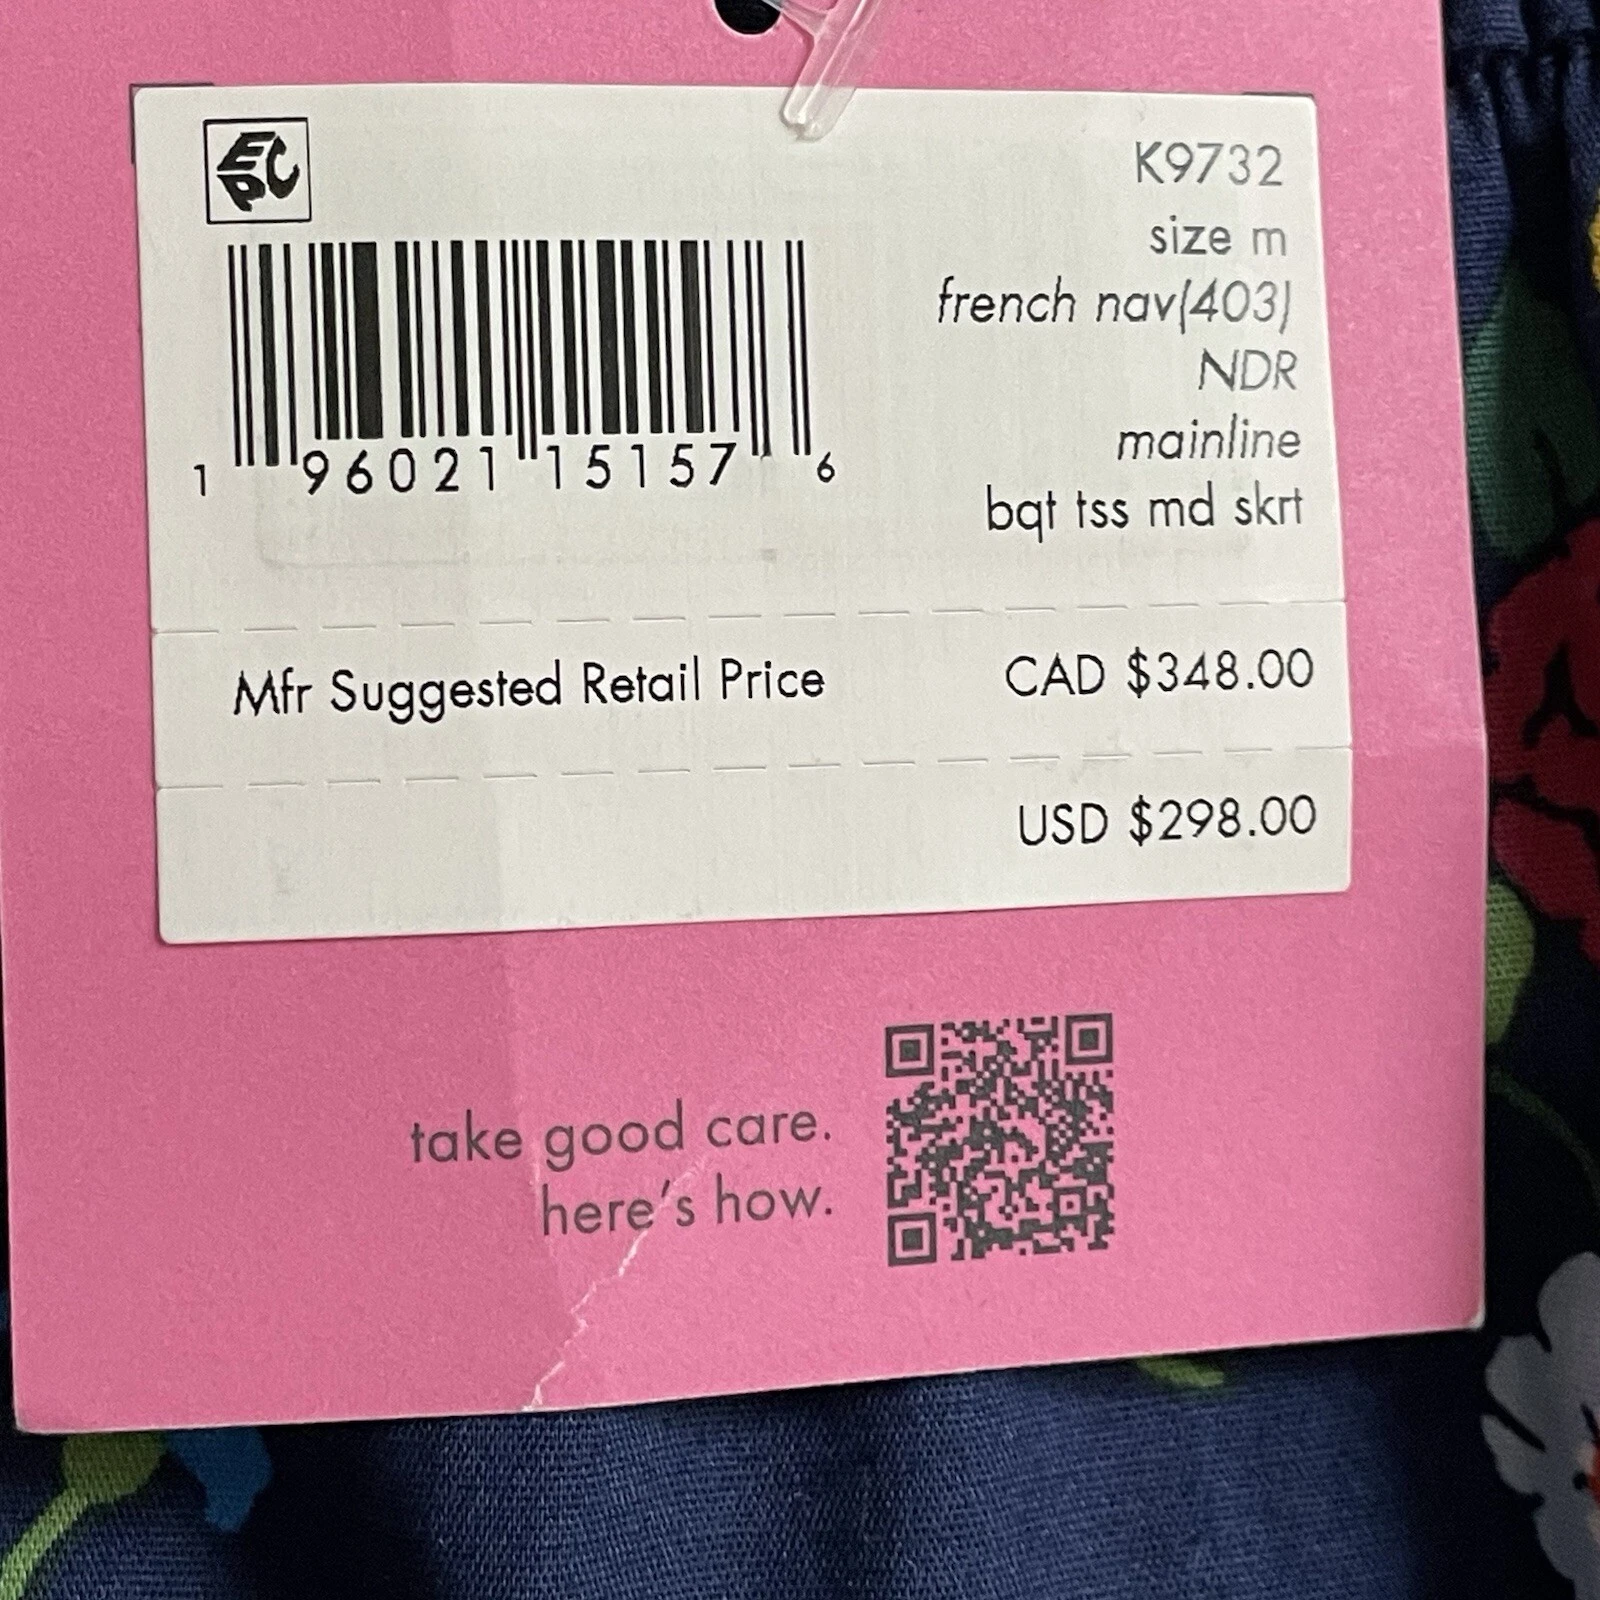 EPC
K9732
size m
french nav(403)
NDR
mainline
bqt tss md skrt
1 96021 15157 6
Mfr Suggested Retail Price CAD $348.00
USD $298.00
take good care.
here's how.